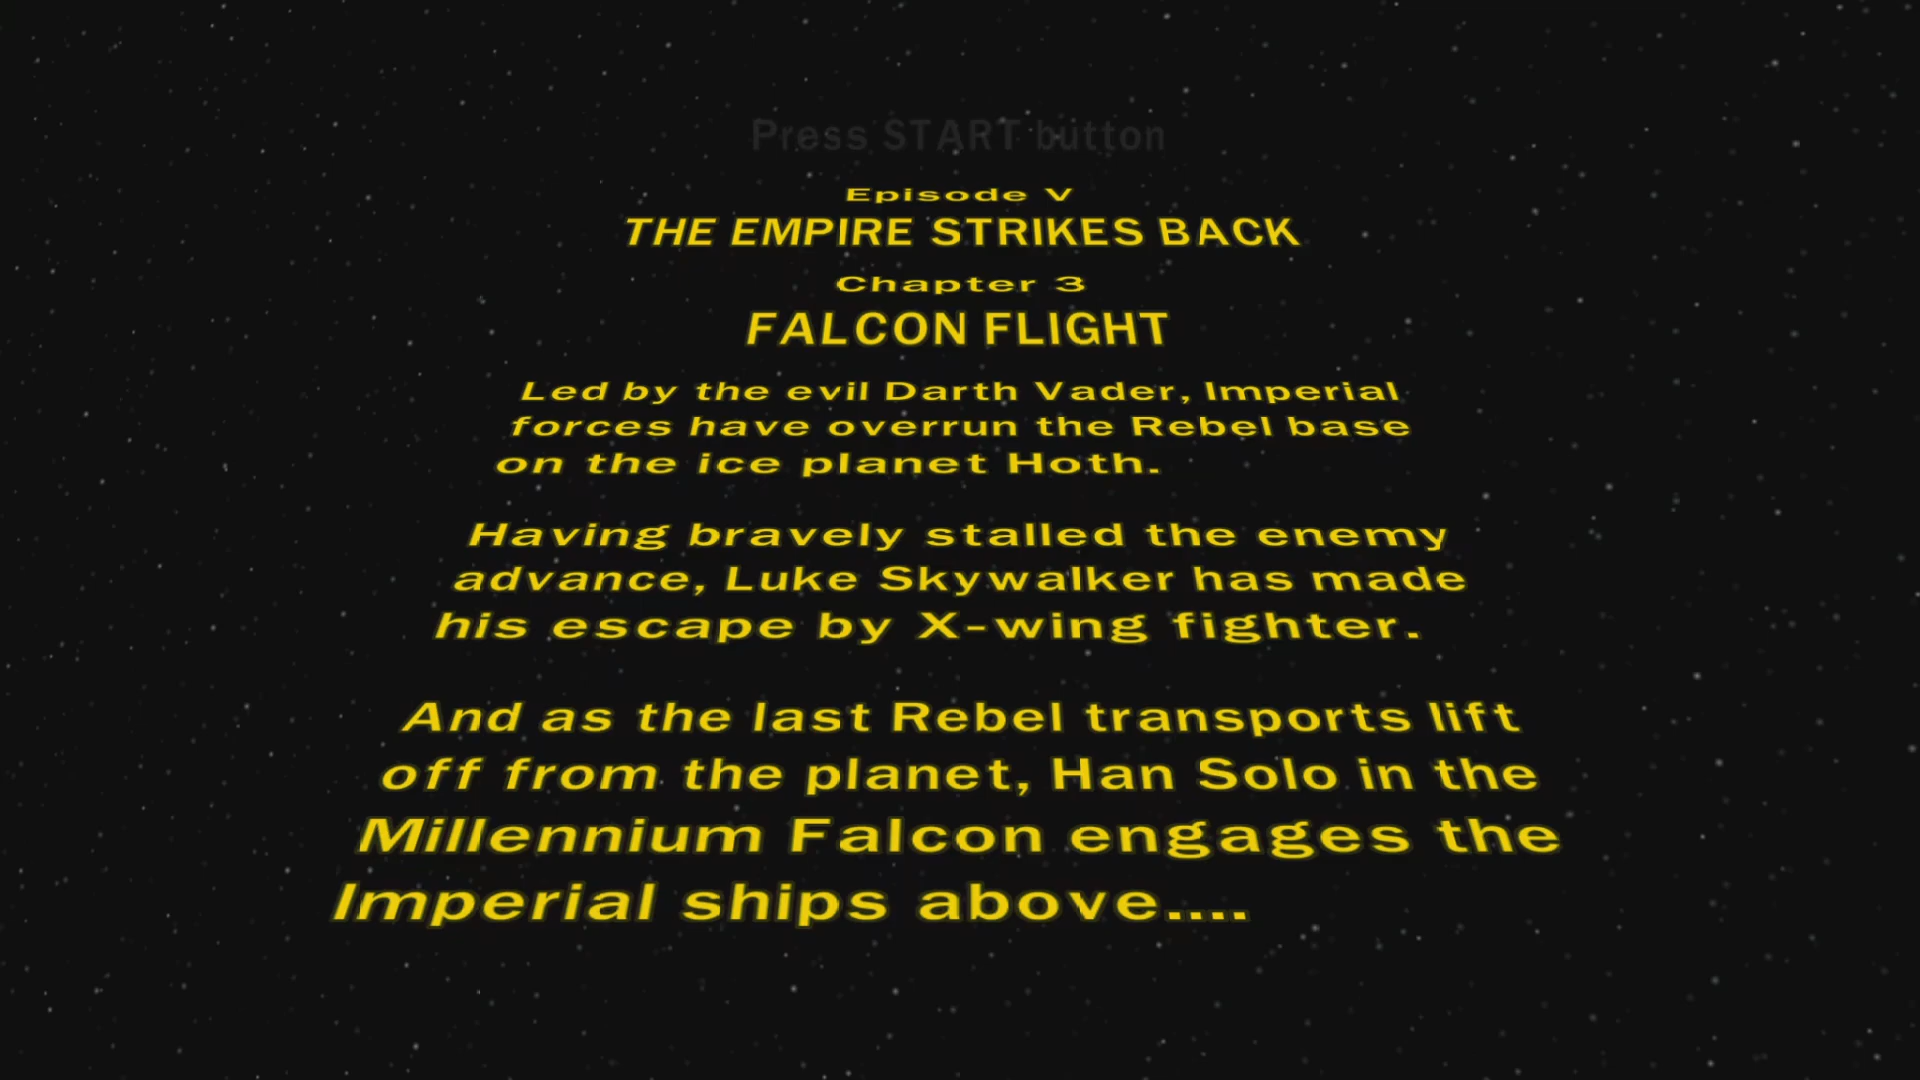 Press START button
Episode V
THE EMPIRE STRIKES BACK
Chapter 3
FALCON FLIGHT
Led by the evil Darth Vader, Imperial
forces have overrun the Rebel base
on the ice planet Hoth.
Having bravely stalled the enemy
advance, Luke Skywalker has made
his escape by X-wing fighter.
And as the last Rebel transports lift
off from the planet, Han Solo in the
Millennium Falcon engages the
Imperial ships above....